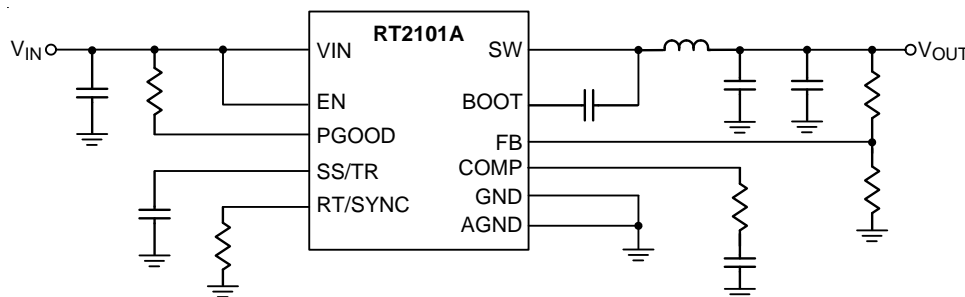 RT2101A
VIN
VIN
SW
VOUT
EN
BOOT
PGOOD
FB
SS/TR
COMP
RT/SYNC
GND
AGND